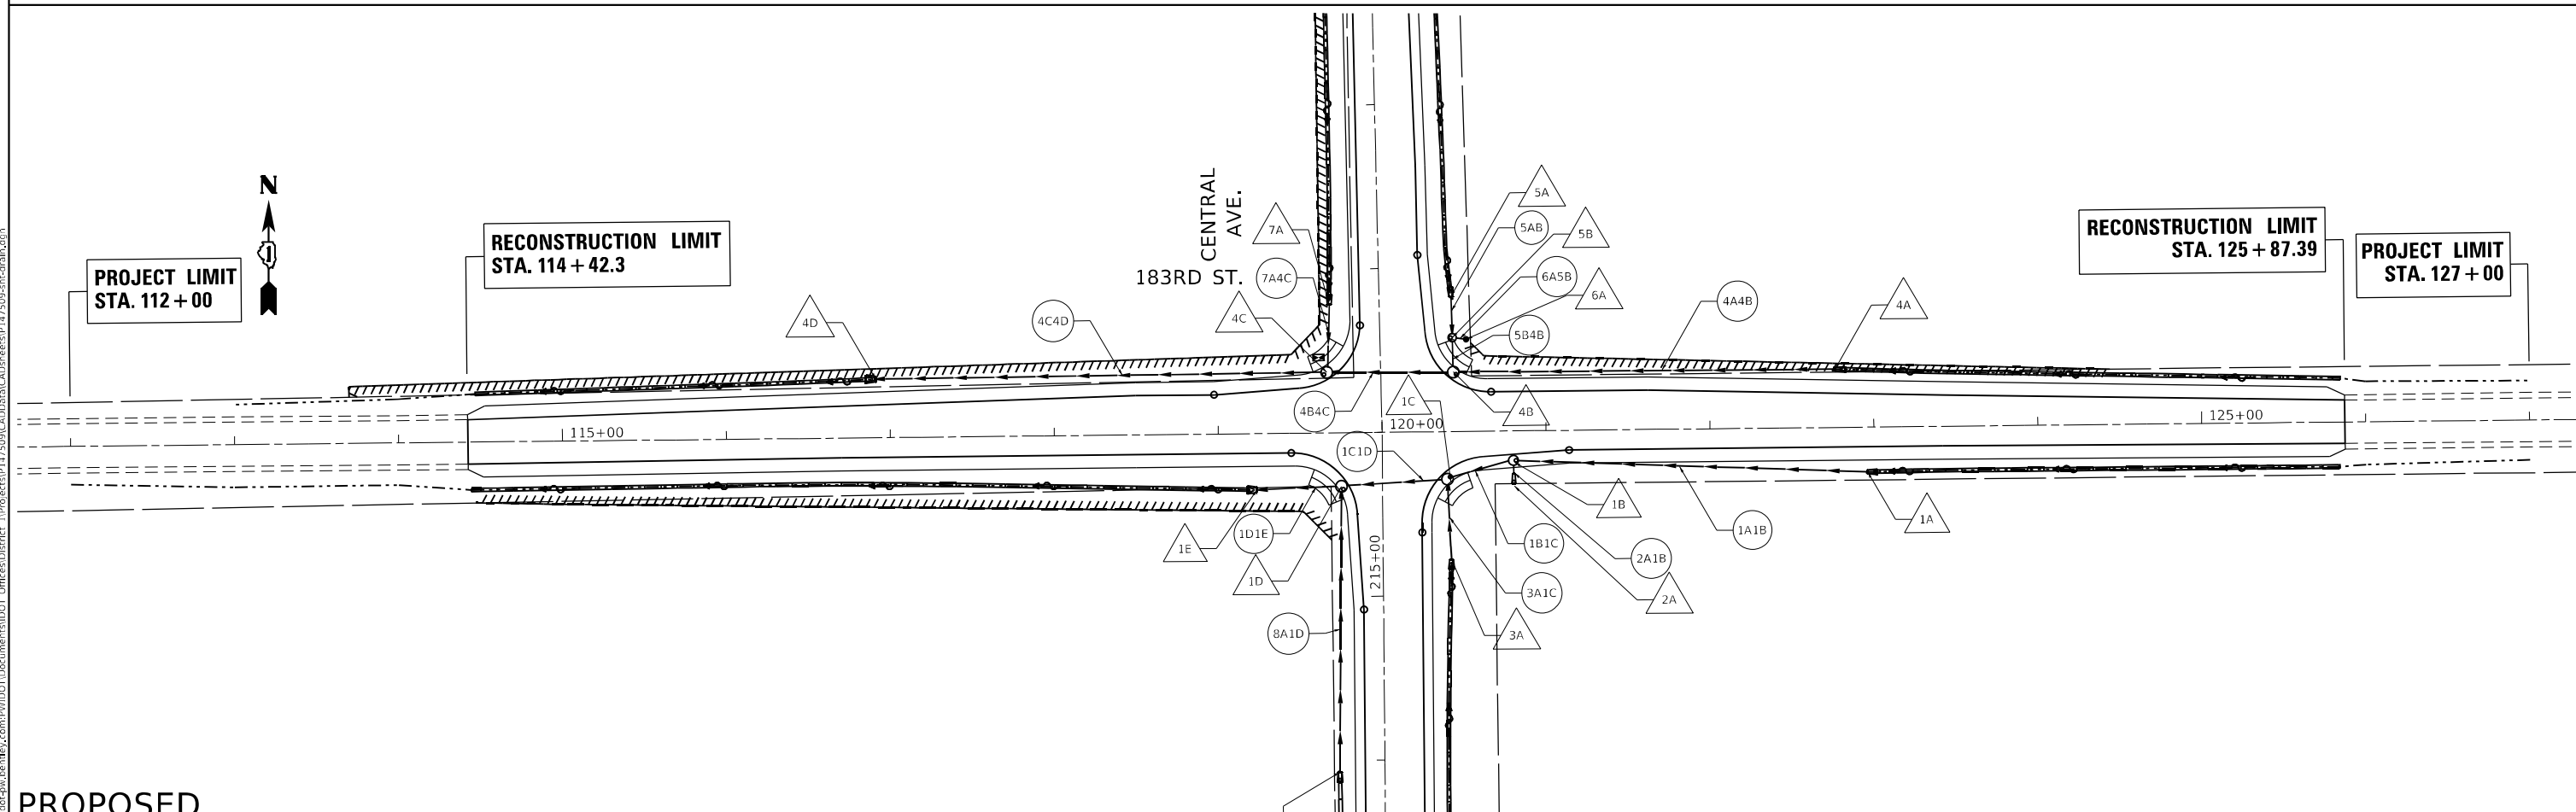 N
1
PROJECT LIMIT
STA. 112+00
RECONSTRUCTION LIMIT
STA. 114+42.3
CENTRAL
AVE.
183RD ST.
RECONSTRUCTION LIMIT
STA. 125+87.39
PROJECT LIMIT
STA. 127+00
7A
7A4C
4C
4D
4C4D
5A
5AB
5B
6A5B
6A
5B4B
4A4B
4A
4B4C
1C
4B
115+00
120+00
125+00
1C1D
1E
1D1E
1D
8A1D
215+00
1B
1A1B
1A
1B1C
2A1B
2A
3A1C
3A
PROPOSED